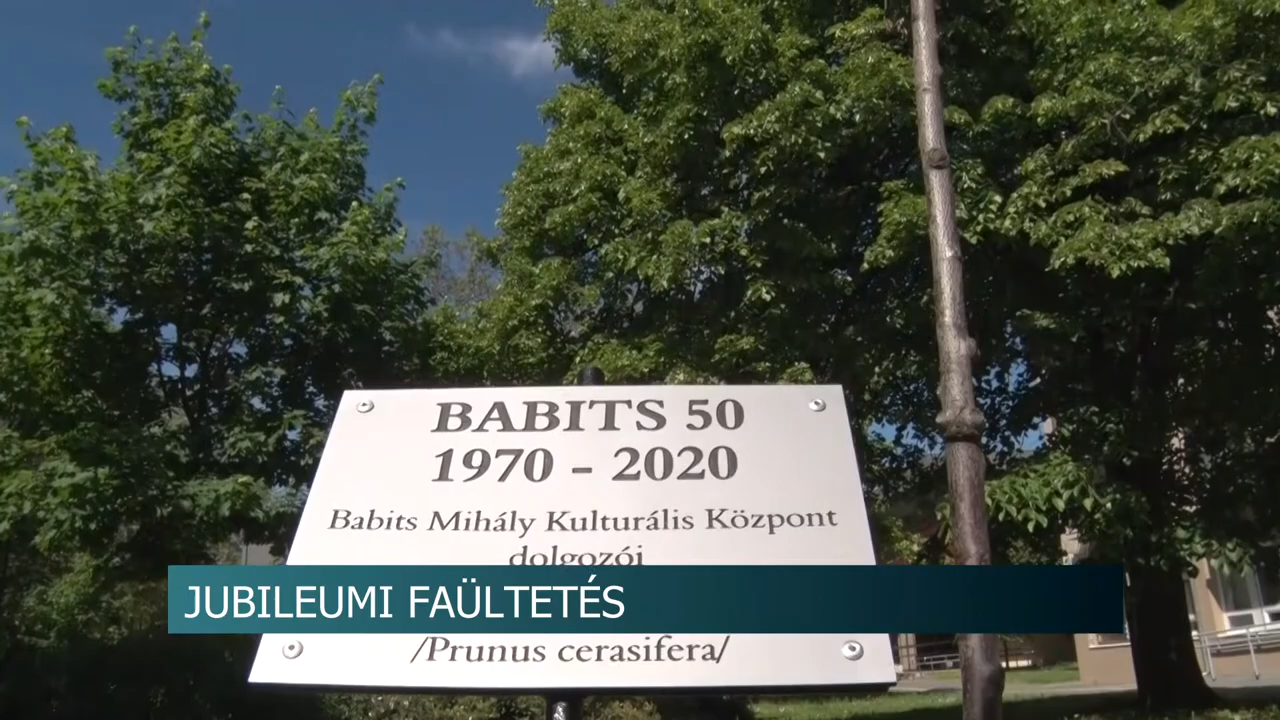 BABITS 50
1970 - 2020
Babits Mihály Kulturális Központ
dolgozói
JUBILEUMI FAÜLTETÉS
/Prunus cerasifera/